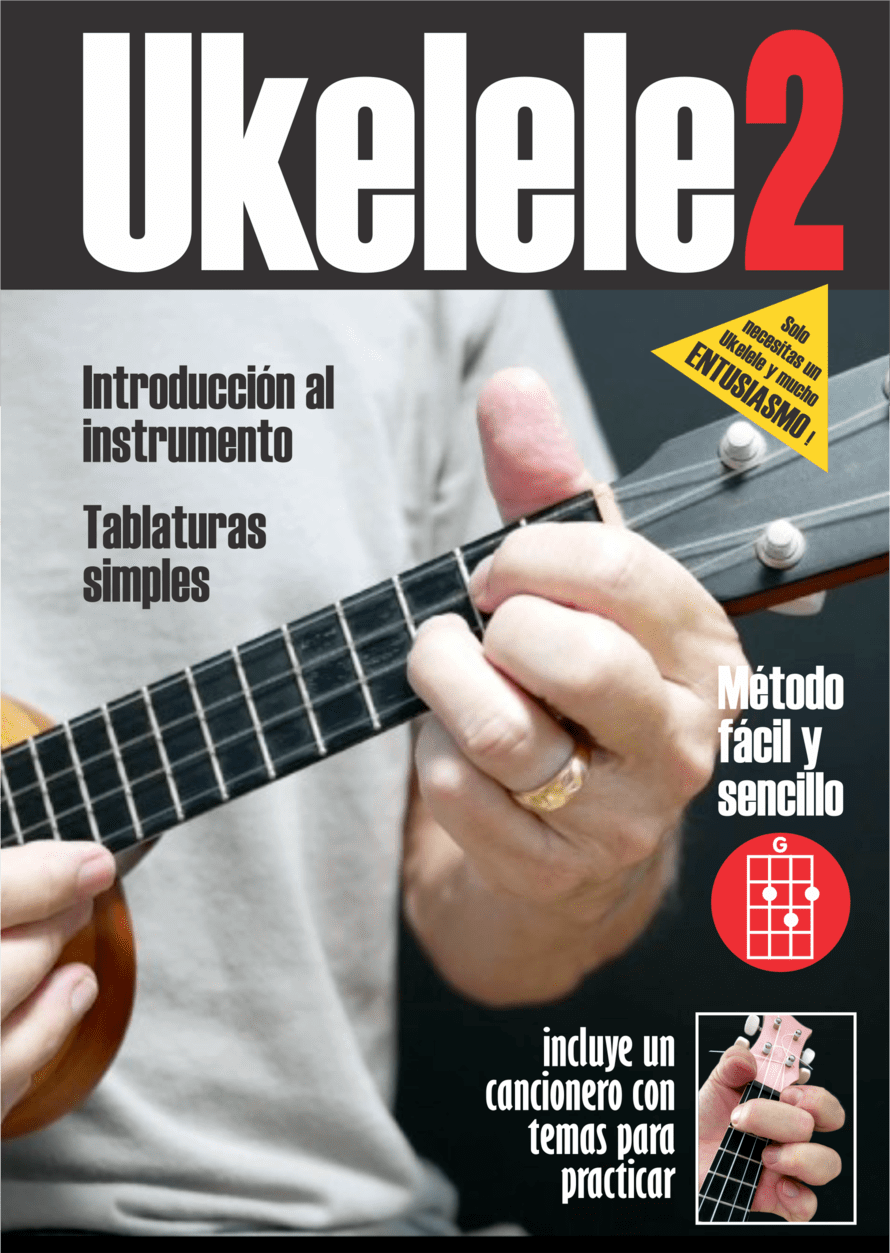 Ukelele2
Solo
necesitas un
Ukelele y mucho
ENTUSIASMO !
Introducción al
instrumento
Tablaturas
simples
Método
fácil y
sencillo
G
incluye un
cancionero con
temas para
practicar